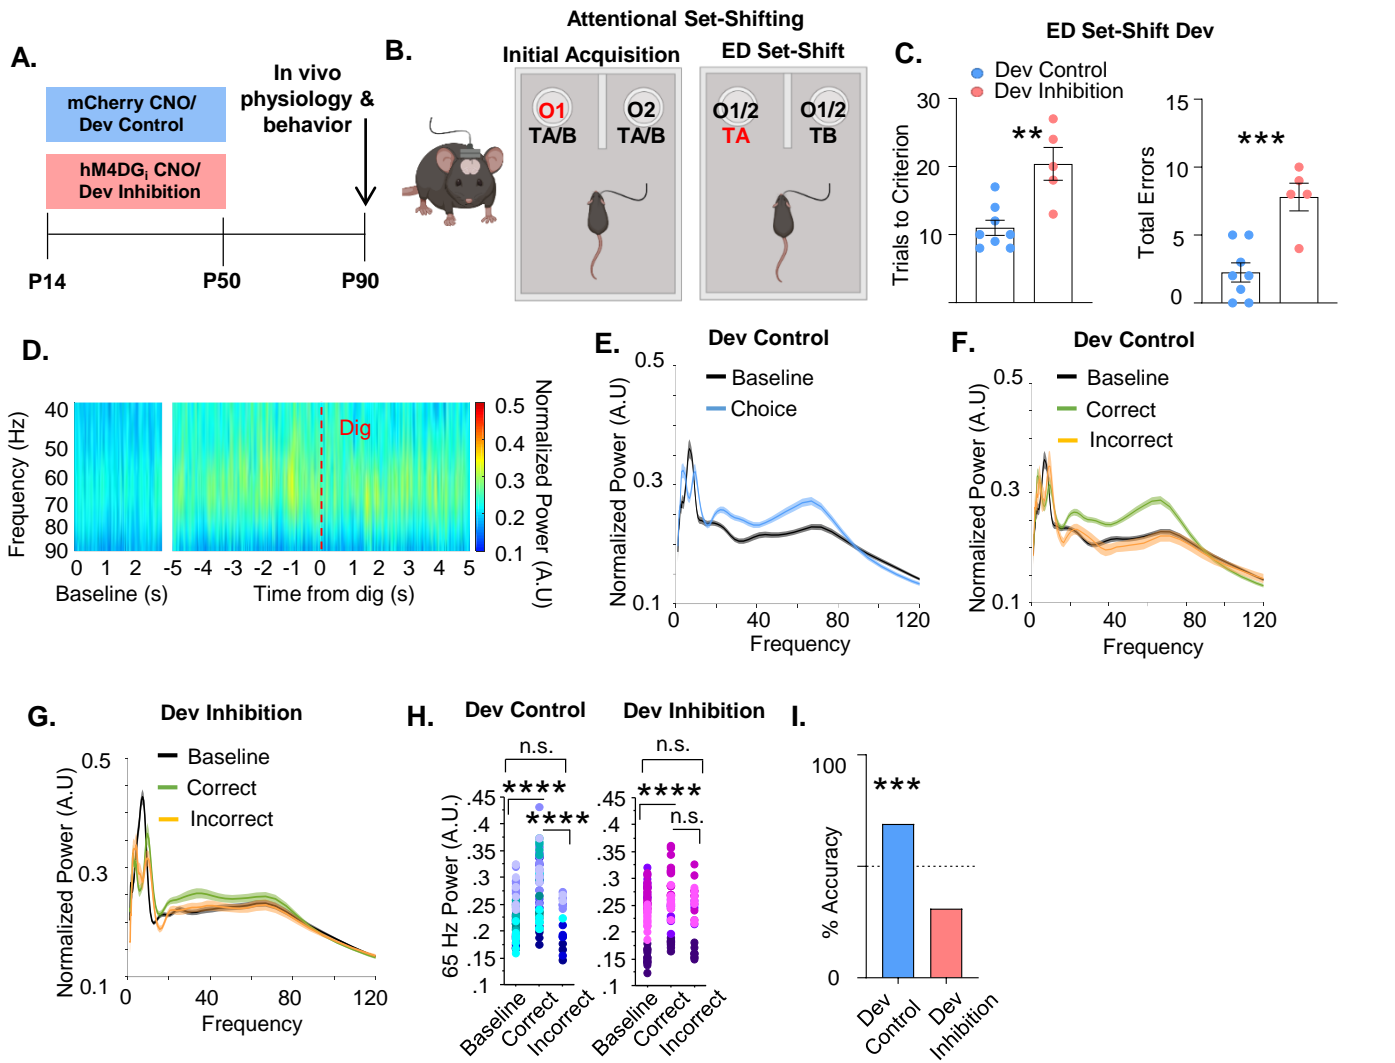 A.
mCherry CNO/
Dev Control
hM4DGi CNO/
Dev Inhibition
In vivo
physiology &
behavior
P14
P50
P90
B.
Attentional Set-Shifting
Initial Acquisition
ED Set-Shift
O1
TA/B
O2
TA/B
O1/2
TA
O1/2
TB
C.
ED Set-Shift Dev
Dev Control
Dev Inhibition
Trials to Criterion
30
20
10
**
Total Errors
15
10
5
0
***
D.
Frequency (Hz)
40
50
60
70
80
90
0 1 2
Baseline (s)
Dig
-5 -4 -3 -2 -1 0 1 2 3 4 5
Time from dig (s)
0.5
0.4
0.3
0.2
0.1
Normalized Power (A.U)
E.
Dev Control
Baseline
Choice
Normalized Power (A.U)
0.5
0.3
0.1
0 40 80 120
Frequency
F.
Dev Control
Baseline
Correct
Incorrect
Normalized Power (A.U)
0.5
0.3
0.1
0 40 80 120
Frequency
G.
Dev Inhibition
Baseline
Correct
Incorrect
Normalized Power (A.U)
0.5
0.3
0.1
0 40 80 120
Frequency
H.
Dev Control
n.s.
****
****
65 Hz Power (A.U.)
.45
.4
.35
.3
.25
.2
.15
.1
Baseline
Correct
Incorrect
Dev Inhibition
n.s.
****
n.s.
.45
.4
.35
.3
.25
.2
.15
.1
Baseline
Correct
Incorrect
I.
% Accuracy
100
0
***
Dev
Control
Dev
Inhibition